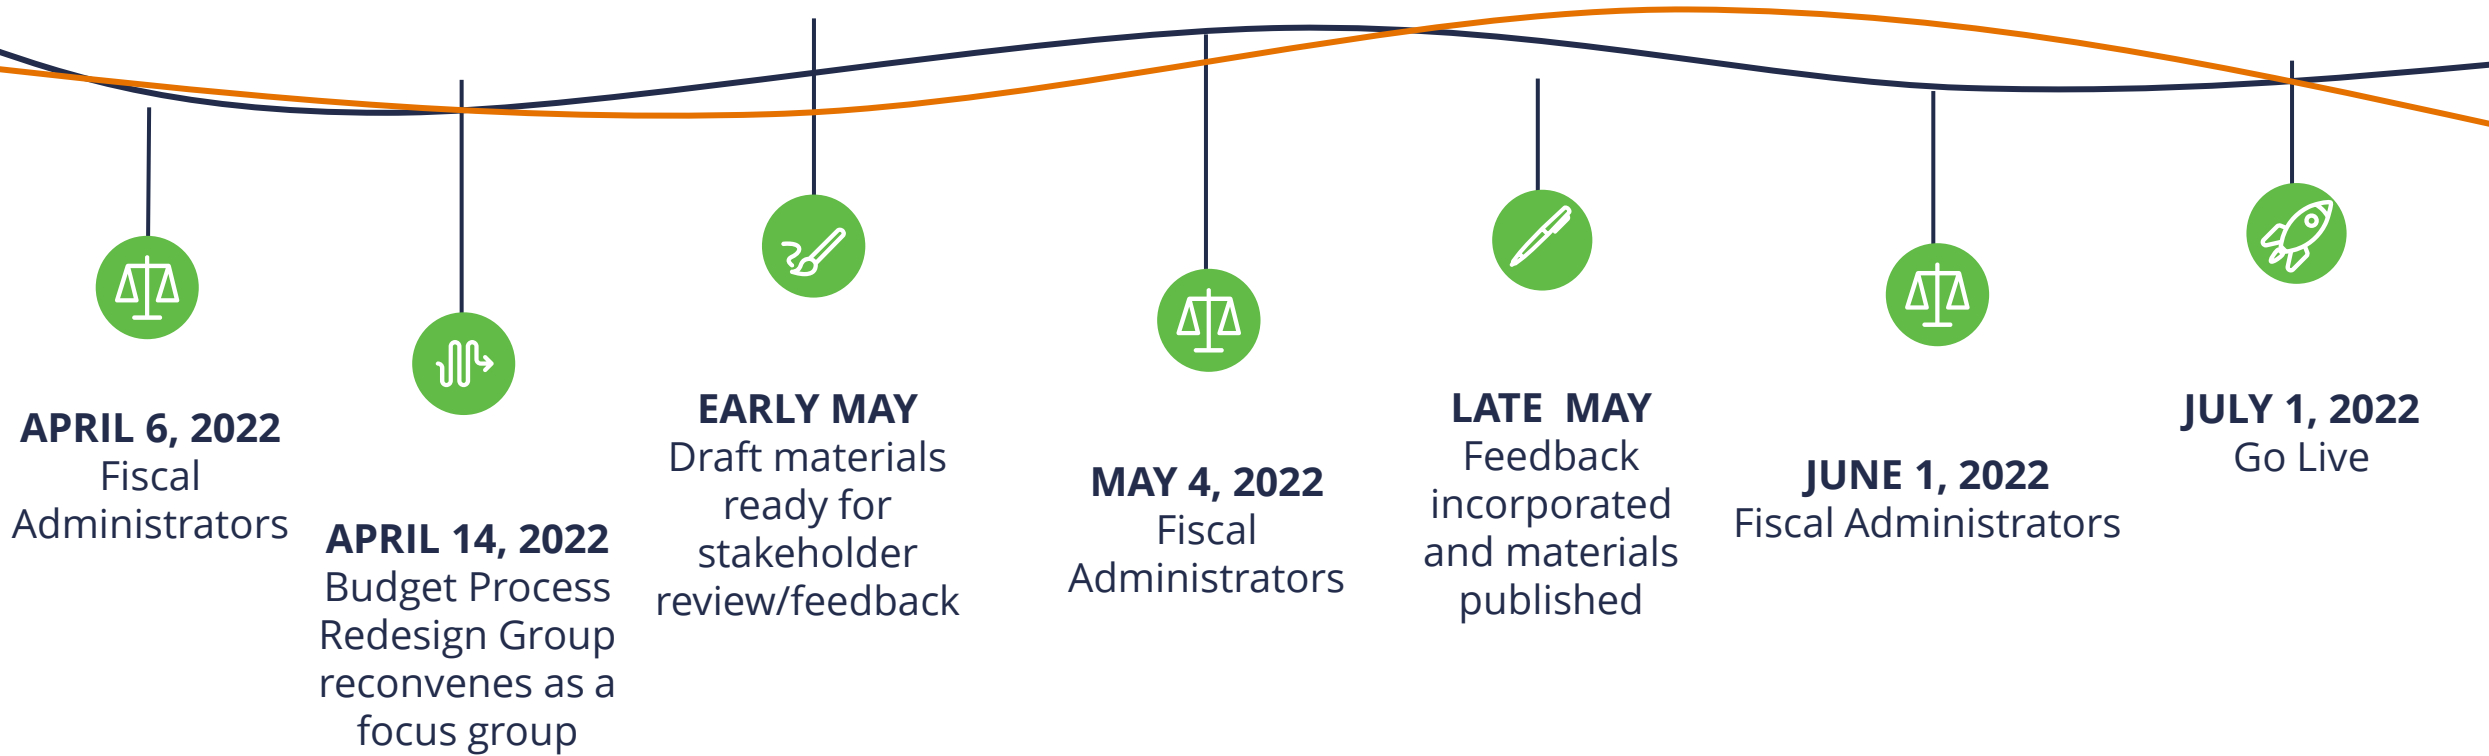 APRIL 6, 2022
Fiscal
Administrators
APRIL 14, 2022
Budget Process
Redesign Group
reconvenes as a
focus group
EARLY MAY
Draft materials
ready for
stakeholder
review/feedback
MAY 4, 2022
Fiscal
Administrators
LATE  MAY
Feedback
incorporated
and materials
published
JUNE 1, 2022
Fiscal Administrators
JULY 1, 2022
Go Live